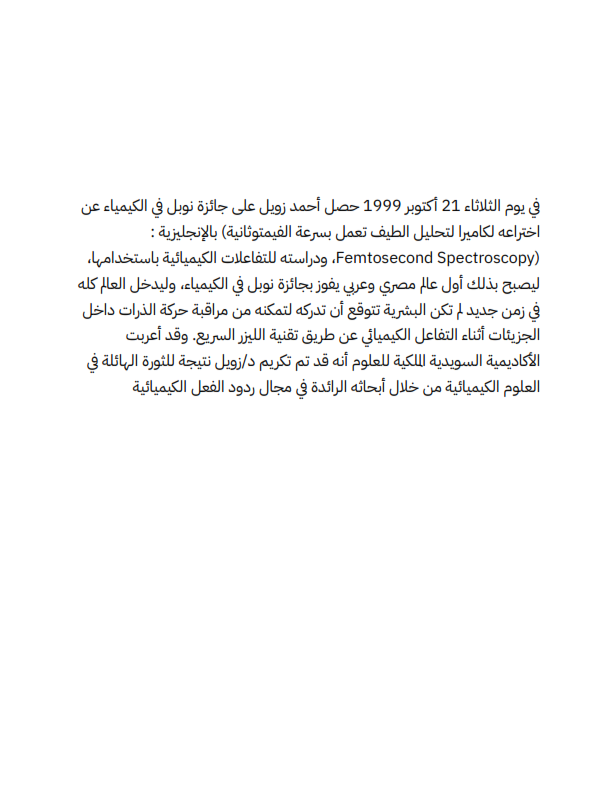 في يوم الثلاثاء 21 أكتوبر 1999 حصل أحمد زويل على جائزة نوبل في الكيمياء عن
اختراعه لكاميرا لتحليل الطيف تعمل بسرعة الفيمتوثانية) بالإنجليزية :
(Femtosecond Spectroscopy، ودراسته للتفاعلات الكيميائية باستخدامها،
ليصبح بذلك أول عالم مصري وعربي يفوز بجائزة نوبل في الكيمياء، وليدخل العالم كله
في زمن جديد لم تكن البشرية تتوقع أن تدركه لتمكنه من مراقبة حركة الذرات داخل
الجزيئات أثناء التفاعل الكيميائي عن طريق تقنية الليزر السريع. وقد أعربت
الأكاديمية السويدية الملكية للعلوم أنه قد تم تكريم د/زويل نتيجة للثورة الهائلة في
العلوم الكيميائية من خلال أبحاثه الرائدة في مجال ردود الفعل الكيميائية